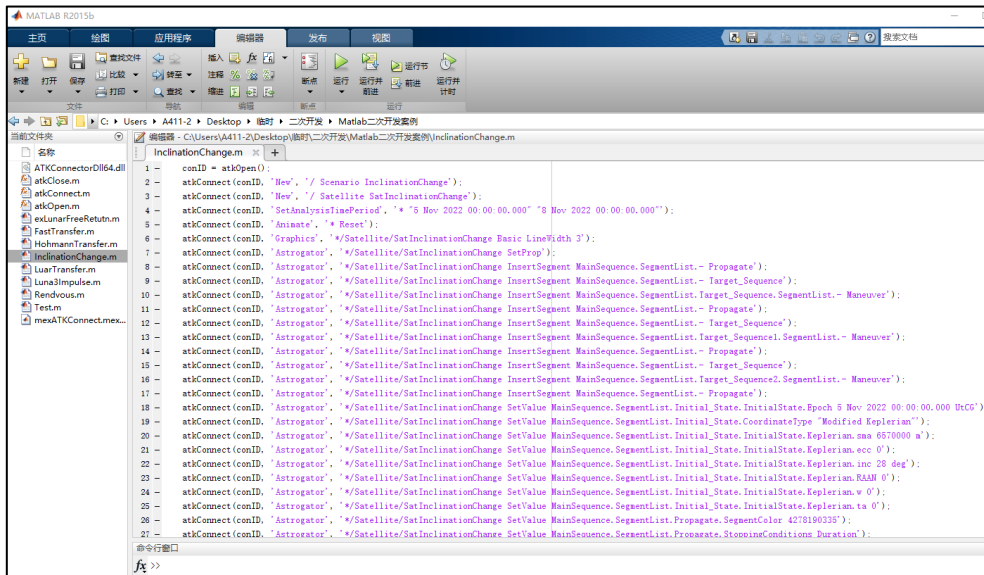 MATLAB R2015b
主页 绘图 应用程序 编辑器 发布 视图 搜索文档
新建 打开 保存 查找文件 比较 打印 转至 查找 插入 fx 注释 缩进 断点 运行 运行并前进 运行节 前进 运行并计时
文件 导航 编辑 断点 运行
C: Users A411-2 Desktop 临时 二次开发 Matlab二次开发案例
当前文件夹
编辑器 - C:\Users\A411-2\Desktop\临时\二次开发\Matlab二次开发案例\InclinationChange.m
名称
ATKConnectorDll64.dll
atkClose.m
atkConnect.m
atkOpen.m
exLunarFreeRetutn.m
FastTransfer.m
HohmannTransfer.m
InclinationChange.m
LuarTransfer.m
Luna3Impulse.m
Rendvous.m
Test.m
mexATKConnect.mex...
InclinationChange.m × +
1 – conID = atkOpen();
2 – atkConnect(conID, 'New', '/ Scenario InclinationChange');
3 – atkConnect(conID, 'New', '/ Satellite SatInclinationChange');
4 – atkConnect(conID, 'SetAnalysisTimePeriod', '* "5 Nov 2022 00:00:00.000" "8 Nov 2022 00:00:00.000"');
5 – atkConnect(conID, 'Animate', '* Reset');
6 – atkConnect(conID, 'Graphics', '*/Satellite/SatInclinationChange Basic LineWidth 3');
7 – atkConnect(conID, 'Astrogator', '*/Satellite/SatInclinationChange SetProp');
8 – atkConnect(conID, 'Astrogator', '*/Satellite/SatInclinationChange InsertSegment MainSequence.SegmentList.- Propagate');
9 – atkConnect(conID, 'Astrogator', '*/Satellite/SatInclinationChange InsertSegment MainSequence.SegmentList.- Target_Sequence');
10 – atkConnect(conID, 'Astrogator', '*/Satellite/SatInclinationChange InsertSegment MainSequence.SegmentList.Target_Sequence.SegmentList.- Maneuver');
11 – atkConnect(conID, 'Astrogator', '*/Satellite/SatInclinationChange InsertSegment MainSequence.SegmentList.- Propagate');
12 – atkConnect(conID, 'Astrogator', '*/Satellite/SatInclinationChange InsertSegment MainSequence.SegmentList.- Target_Sequence');
13 – atkConnect(conID, 'Astrogator', '*/Satellite/SatInclinationChange InsertSegment MainSequence.SegmentList.Target_Sequence1.SegmentList.- Maneuver');
14 – atkConnect(conID, 'Astrogator', '*/Satellite/SatInclinationChange InsertSegment MainSequence.SegmentList.- Propagate');
15 – atkConnect(conID, 'Astrogator', '*/Satellite/SatInclinationChange InsertSegment MainSequence.SegmentList.- Target_Sequence');
16 – atkConnect(conID, 'Astrogator', '*/Satellite/SatInclinationChange InsertSegment MainSequence.SegmentList.Target_Sequence2.SegmentList.- Maneuver');
17 – atkConnect(conID, 'Astrogator', '*/Satellite/SatInclinationChange InsertSegment MainSequence.SegmentList.- Propagate');
18 – atkConnect(conID, 'Astrogator', '*/Satellite/SatInclinationChange SetValue MainSequence.SegmentList.Initial_State.InitialState.Epoch 5 Nov 2022 00:00:00.000 UtCG')
19 – atkConnect(conID, 'Astrogator', '*/Satellite/SatInclinationChange SetValue MainSequence.SegmentList.Initial_State.CoordinateType "Modified Keplerian"');
20 – atkConnect(conID, 'Astrogator', '*/Satellite/SatInclinationChange SetValue MainSequence.SegmentList.Initial_State.InitialState.Keplerian.sma 6570000 m');
21 – atkConnect(conID, 'Astrogator', '*/Satellite/SatInclinationChange SetValue MainSequence.SegmentList.Initial_State.InitialState.Keplerian.ecc 0');
22 – atkConnect(conID, 'Astrogator', '*/Satellite/SatInclinationChange SetValue MainSequence.SegmentList.Initial_State.InitialState.Keplerian.inc 28 deg');
23 – atkConnect(conID, 'Astrogator', '*/Satellite/SatInclinationChange SetValue MainSequence.SegmentList.Initial_State.InitialState.Keplerian.RAAN 0');
24 – atkConnect(conID, 'Astrogator', '*/Satellite/SatInclinationChange SetValue MainSequence.SegmentList.Initial_State.InitialState.Keplerian.w 0');
25 – atkConnect(conID, 'Astrogator', '*/Satellite/SatInclinationChange SetValue MainSequence.SegmentList.Initial_State.InitialState.Keplerian.ta 0');
26 – atkConnect(conID, 'Astrogator', '*/Satellite/SatInclinationChange SetValue MainSequence.SegmentList.Propagate.SegmentColor 4278190335');
27 – atkConnect(conID, 'Astrogator', '*/Satellite/SatInclinationChange SetValue MainSequence.SegmentList.Propagate.StoppingConditions Duration');
命令行窗口
fx >>